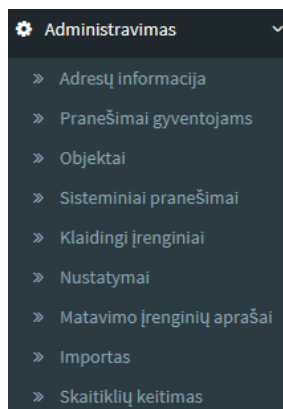 Administravimas
Adresų informacija
Pranešimai gyventojams
Objektai
Sisteminiai pranešimai
Klaidingi įrenginiai
Nustatymai
Matavimo įrenginių aprašai
Importas
Skaitiklių keitimas